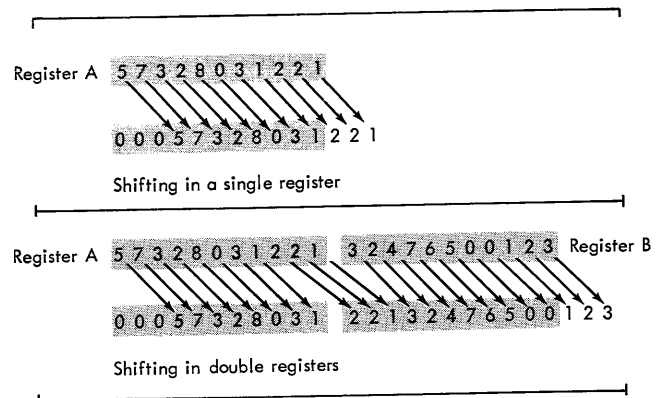 Register A 5 7 3 2 8 0 3 1 2 2 1
0 0 0 5 7 3 2 8 0 3 1 2 2 1
Shifting in a single register
Register A 5 7 3 2 8 0 3 1 2 2 1 3 2 4 7 6 5 0 0 1 2 3 Register B
0 0 0 5 7 3 2 8 0 3 1 2 2 1 3 2 4 7 6 5 0 0 1 2 3
Shifting in double registers